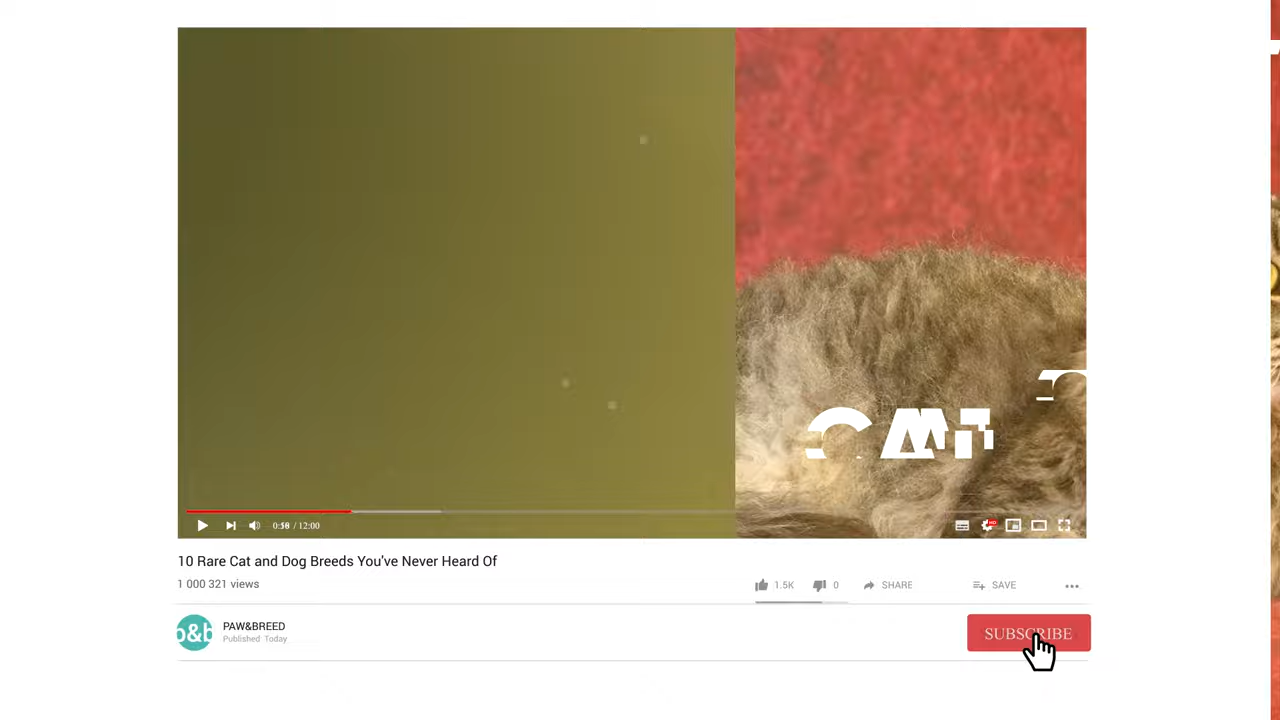 0:58 / 12:00
HD
10 Rare Cat and Dog Breeds You've Never Heard Of
1 000 321 views
1.5K 0 SHARE SAVE
PAW&BREED
Published: Today
SUBSCRIBE